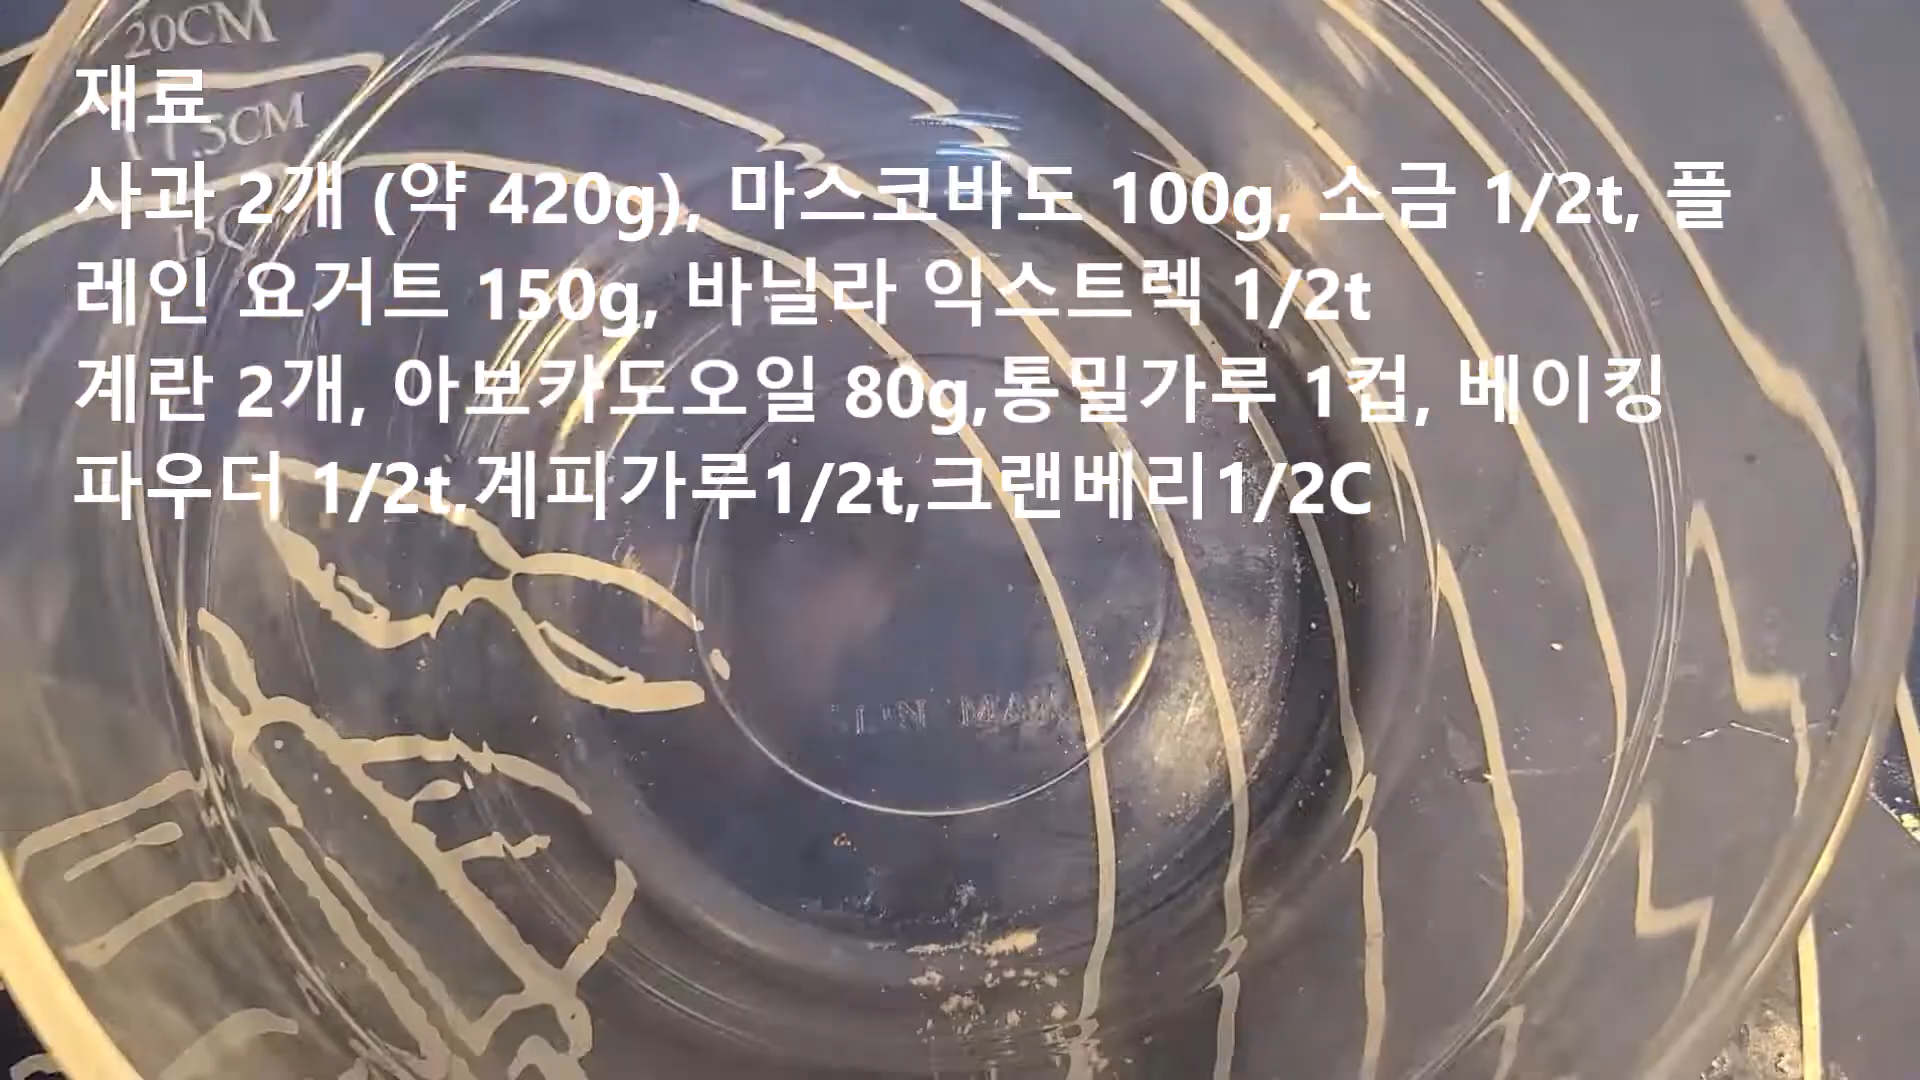 20CM
재료
17.5CM
사과 2개 (약 420g), 마스코바도 100g, 소금 1/2t, 플
15C
레인 요거트 150g, 바닐라 익스트렉 1/2t
계란 2개, 아보카도오일 80g,통밀가루 1컵, 베이킹
파우더 1/2t,계피가루1/2t,크랜베리1/2C